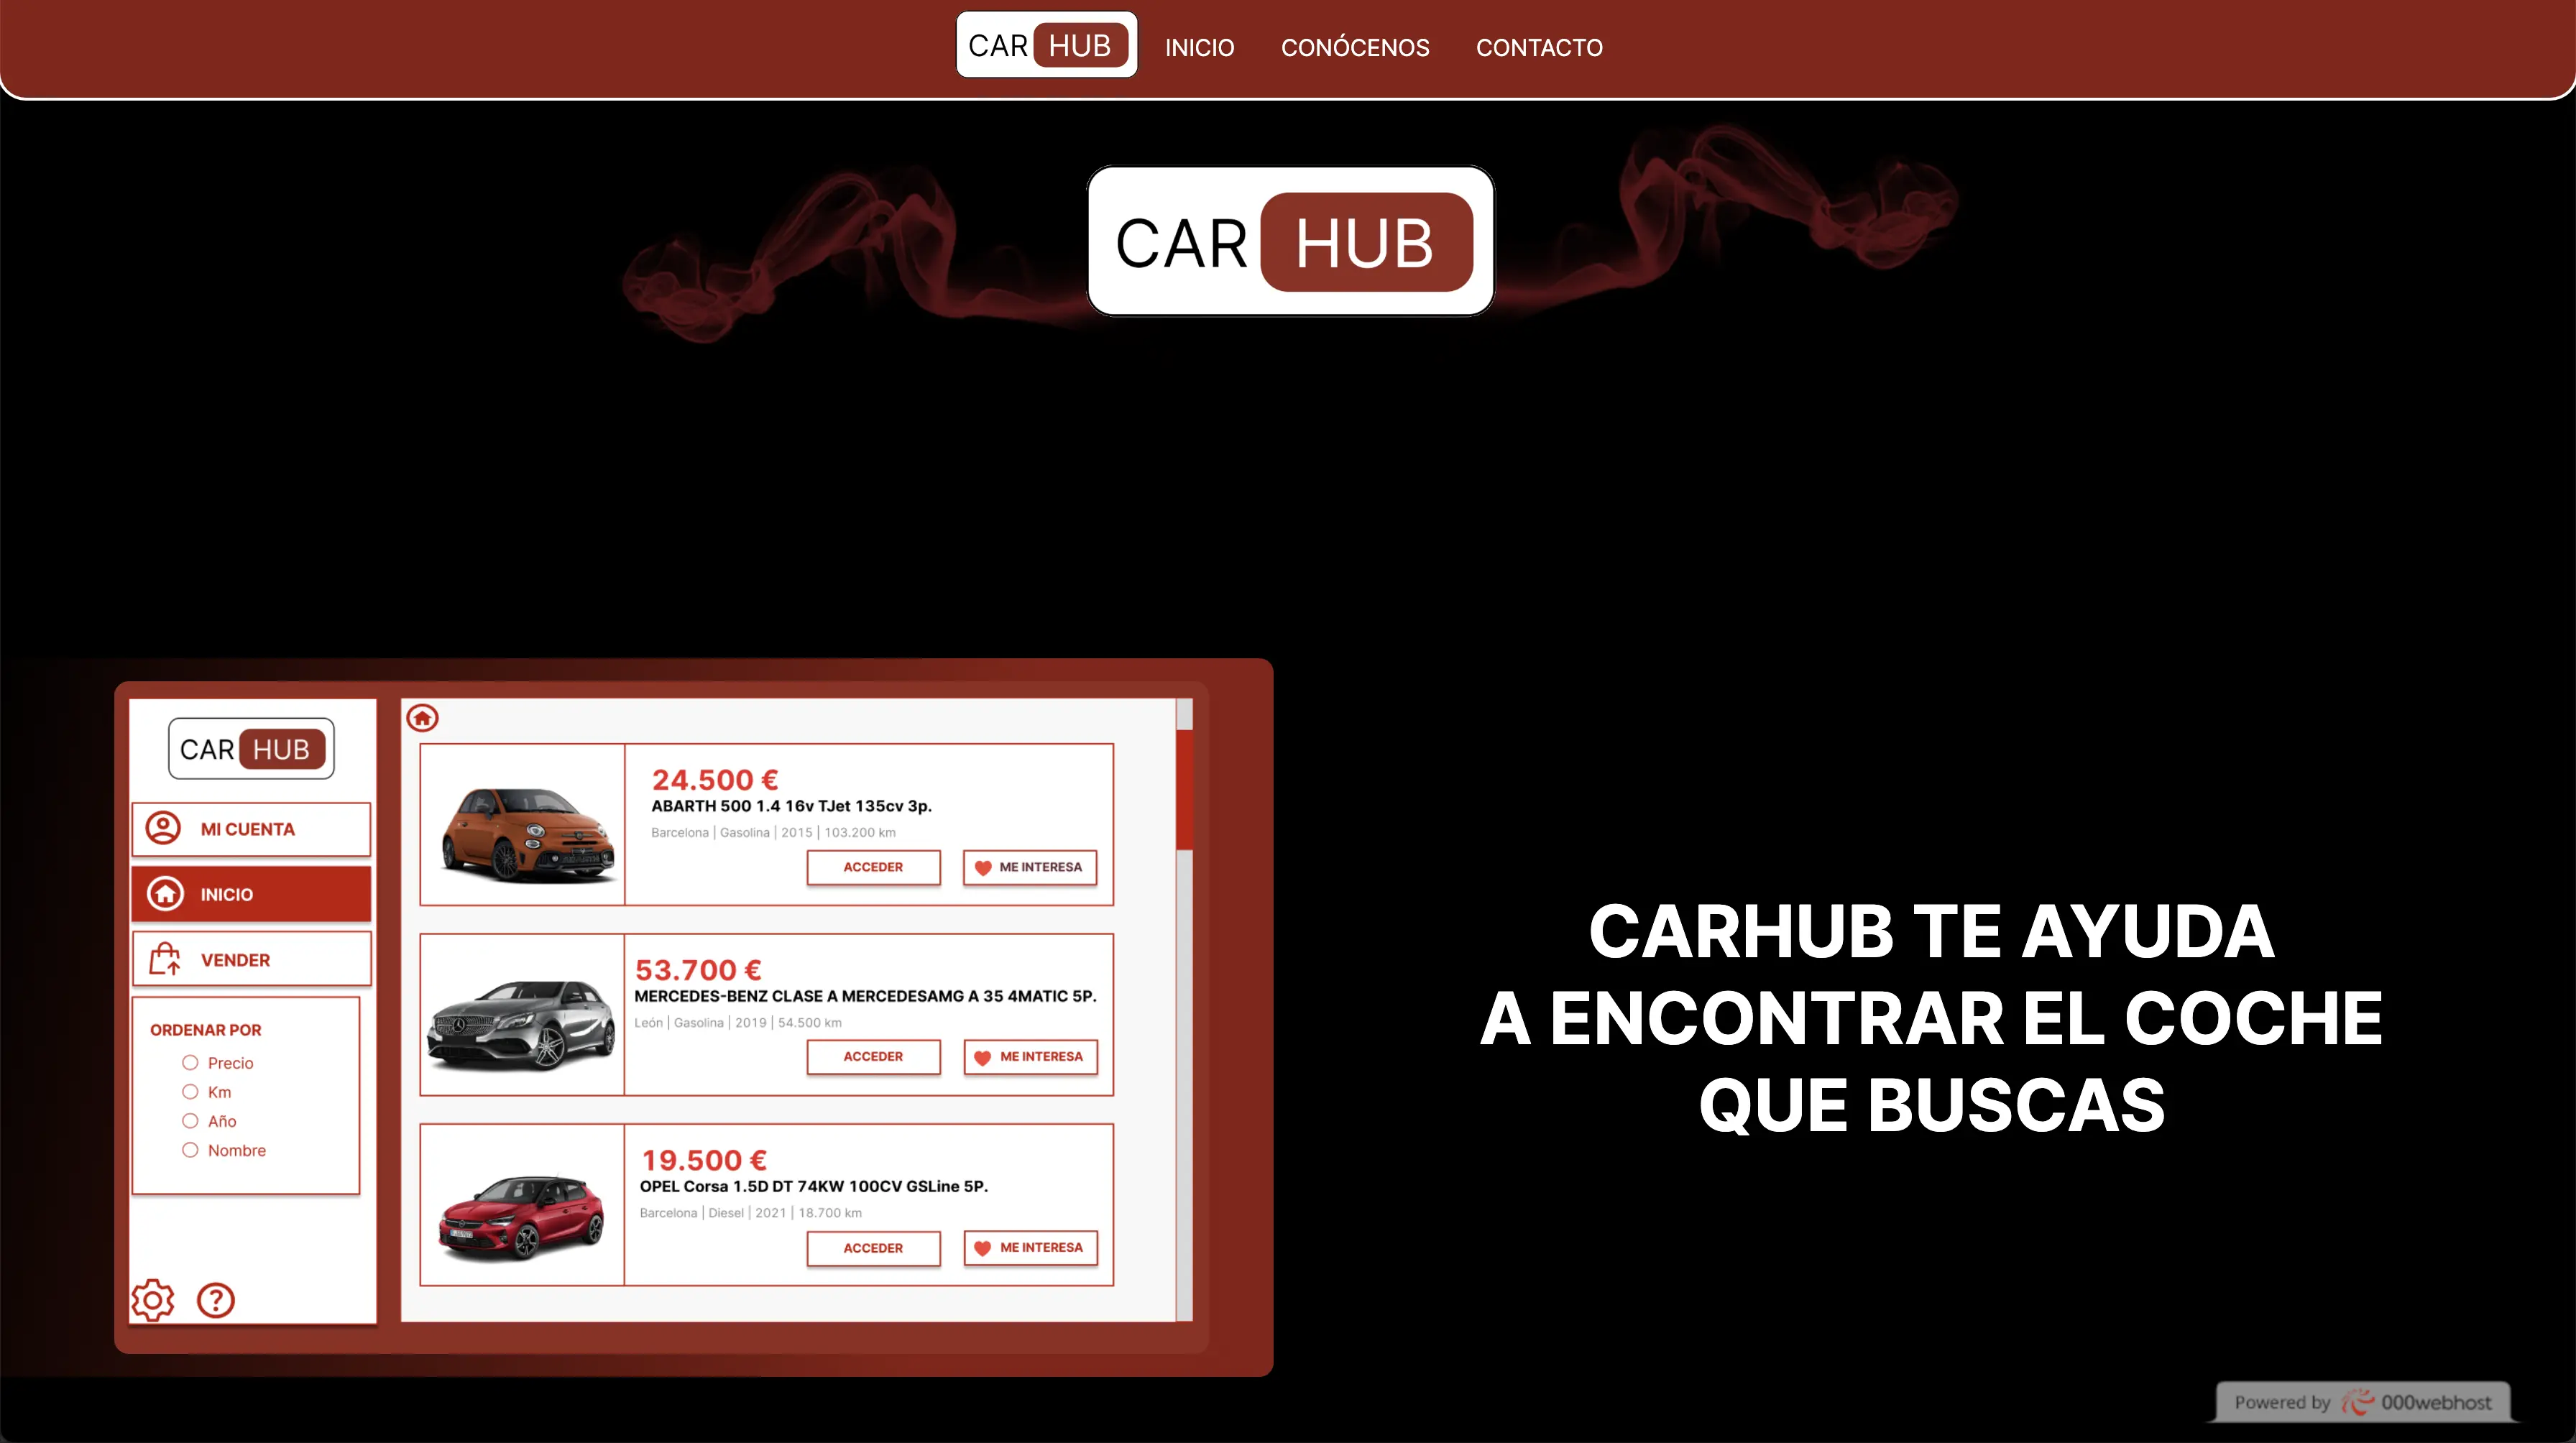 CAR HUB INICIO CONÓCENOS CONTACTO
CAR HUB
CAR HUB
MI CUENTA
INICIO
VENDER
ORDENAR POR
Precio
Km
Año
Nombre
24.500 €
ABARTH 500 1.4 16v TJet 135cv 3p.
Barcelona | Gasolina | 2015 | 103.200 km
ACCEDER ME INTERESA
53.700 €
MERCEDES-BENZ CLASE A MERCEDESAMG A 35 4MATIC 5P.
León | Gasolina | 2019 | 54.500 km
ACCEDER ME INTERESA
19.500 €
OPEL Corsa 1.5D DT 74KW 100CV GSLine 5P.
Barcelona | Diesel | 2021 | 18.700 km
ACCEDER ME INTERESA
?
CARHUB TE AYUDA
A ENCONTRAR EL COCHE
QUE BUSCAS
Powered by 000webhost